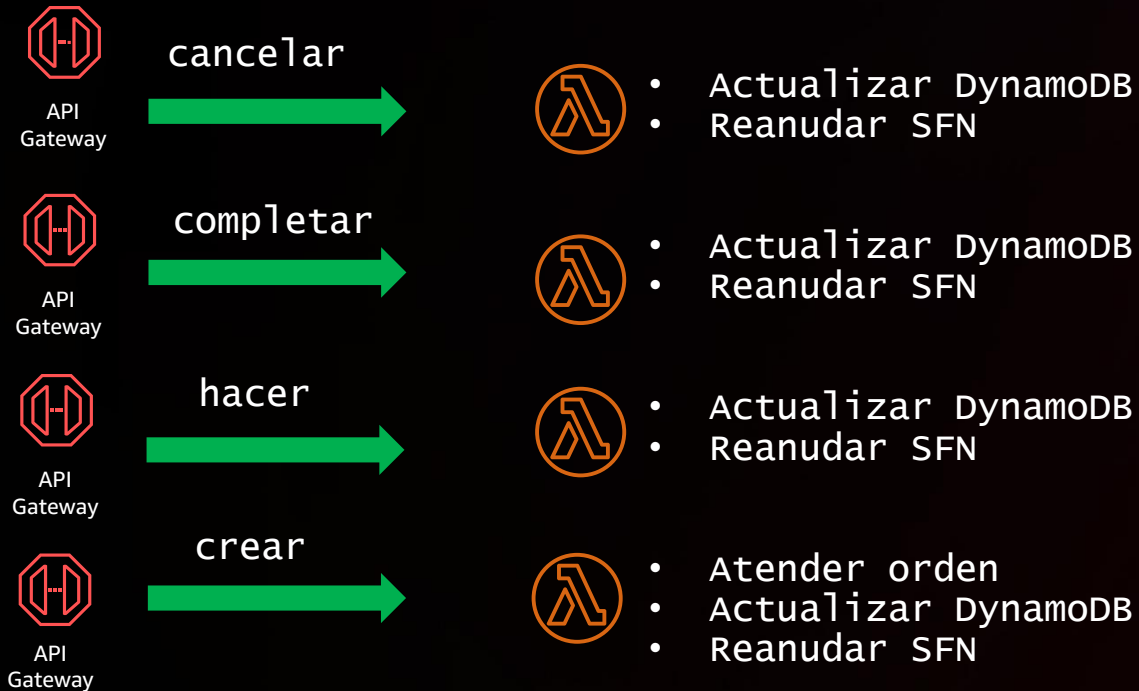 cancelar
API
Gateway
• Actualizar DynamoDB
• Reanudar SFN
completar
API
Gateway
• Actualizar DynamoDB
• Reanudar SFN
hacer
API
Gateway
• Actualizar DynamoDB
• Reanudar SFN
crear
API
Gateway
• Atender orden
• Actualizar DynamoDB
• Reanudar SFN